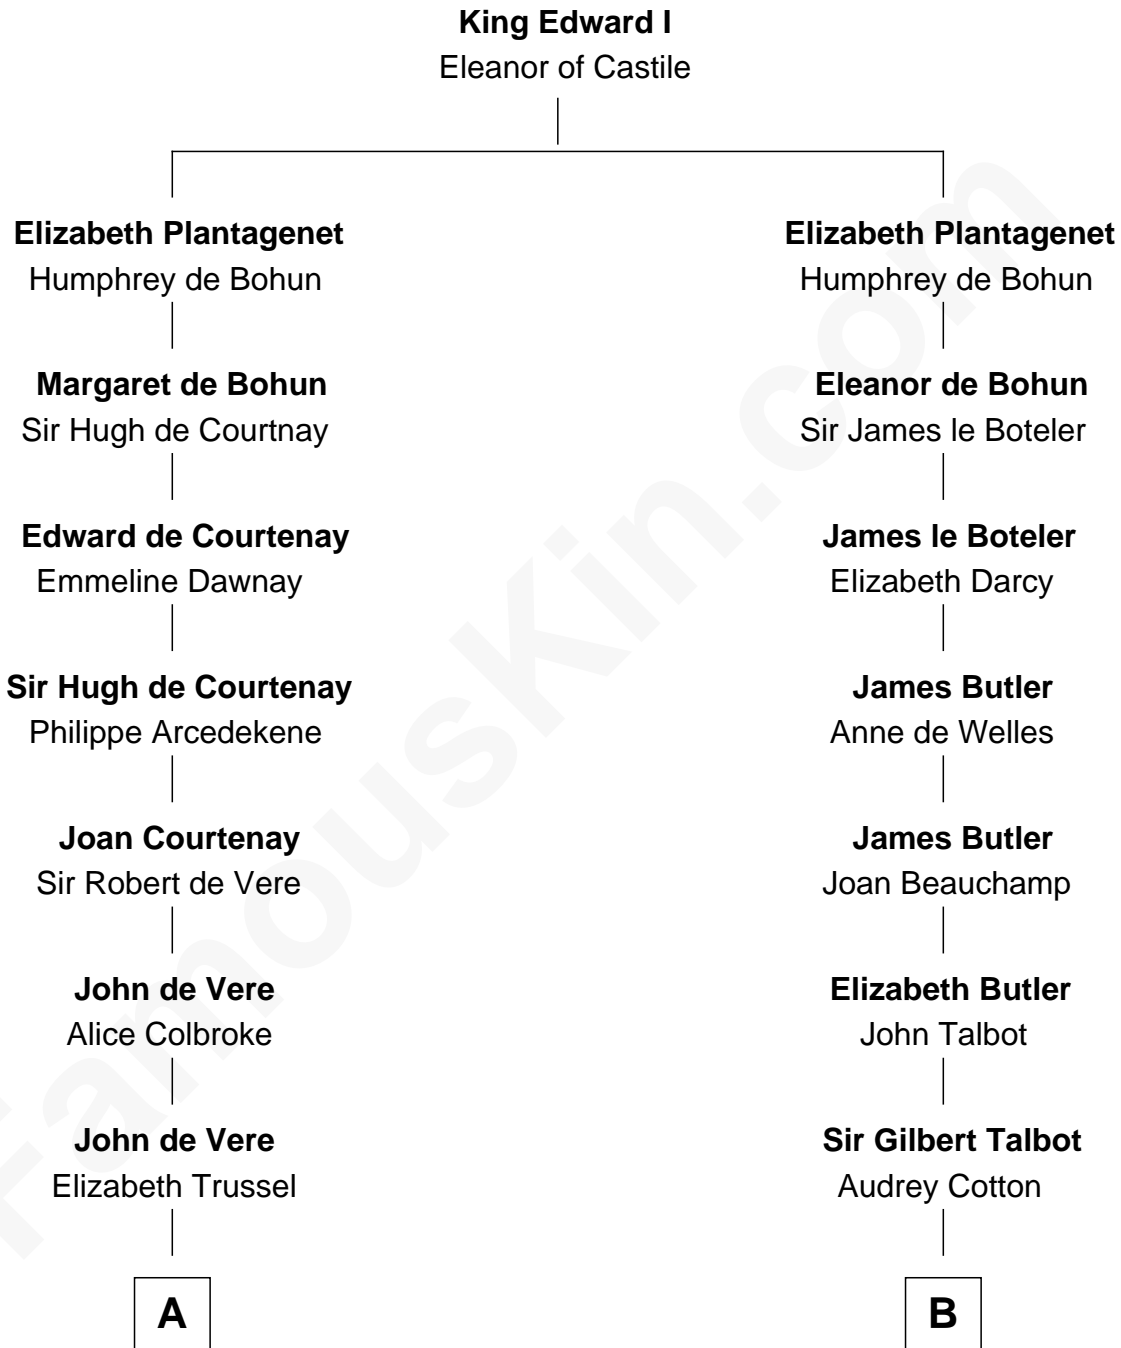 King Edward I
Eleanor of Castile
Elizabeth Plantagenet
Humphrey de Bohun
Margaret de Bohun
Sir Hugh de Courtnay
Edward de Courtenay
Emmeline Dawnay
Sir Hugh de Courtenay
Philippe Arcedekene
Joan Courtenay
Sir Robert de Vere
John de Vere
Alice Colbroke
John de Vere
Elizabeth Trussel
A
Elizabeth Plantagenet
Humphrey de Bohun
Eleanor de Bohun
Sir James le Boteler
James le Boteler
Elizabeth Darcy
James Butler
Anne de Welles
James Butler
Joan Beauchamp
Elizabeth Butler
John Talbot
Sir Gilbert Talbot
Audrey Cotton
B
FamousKin.com